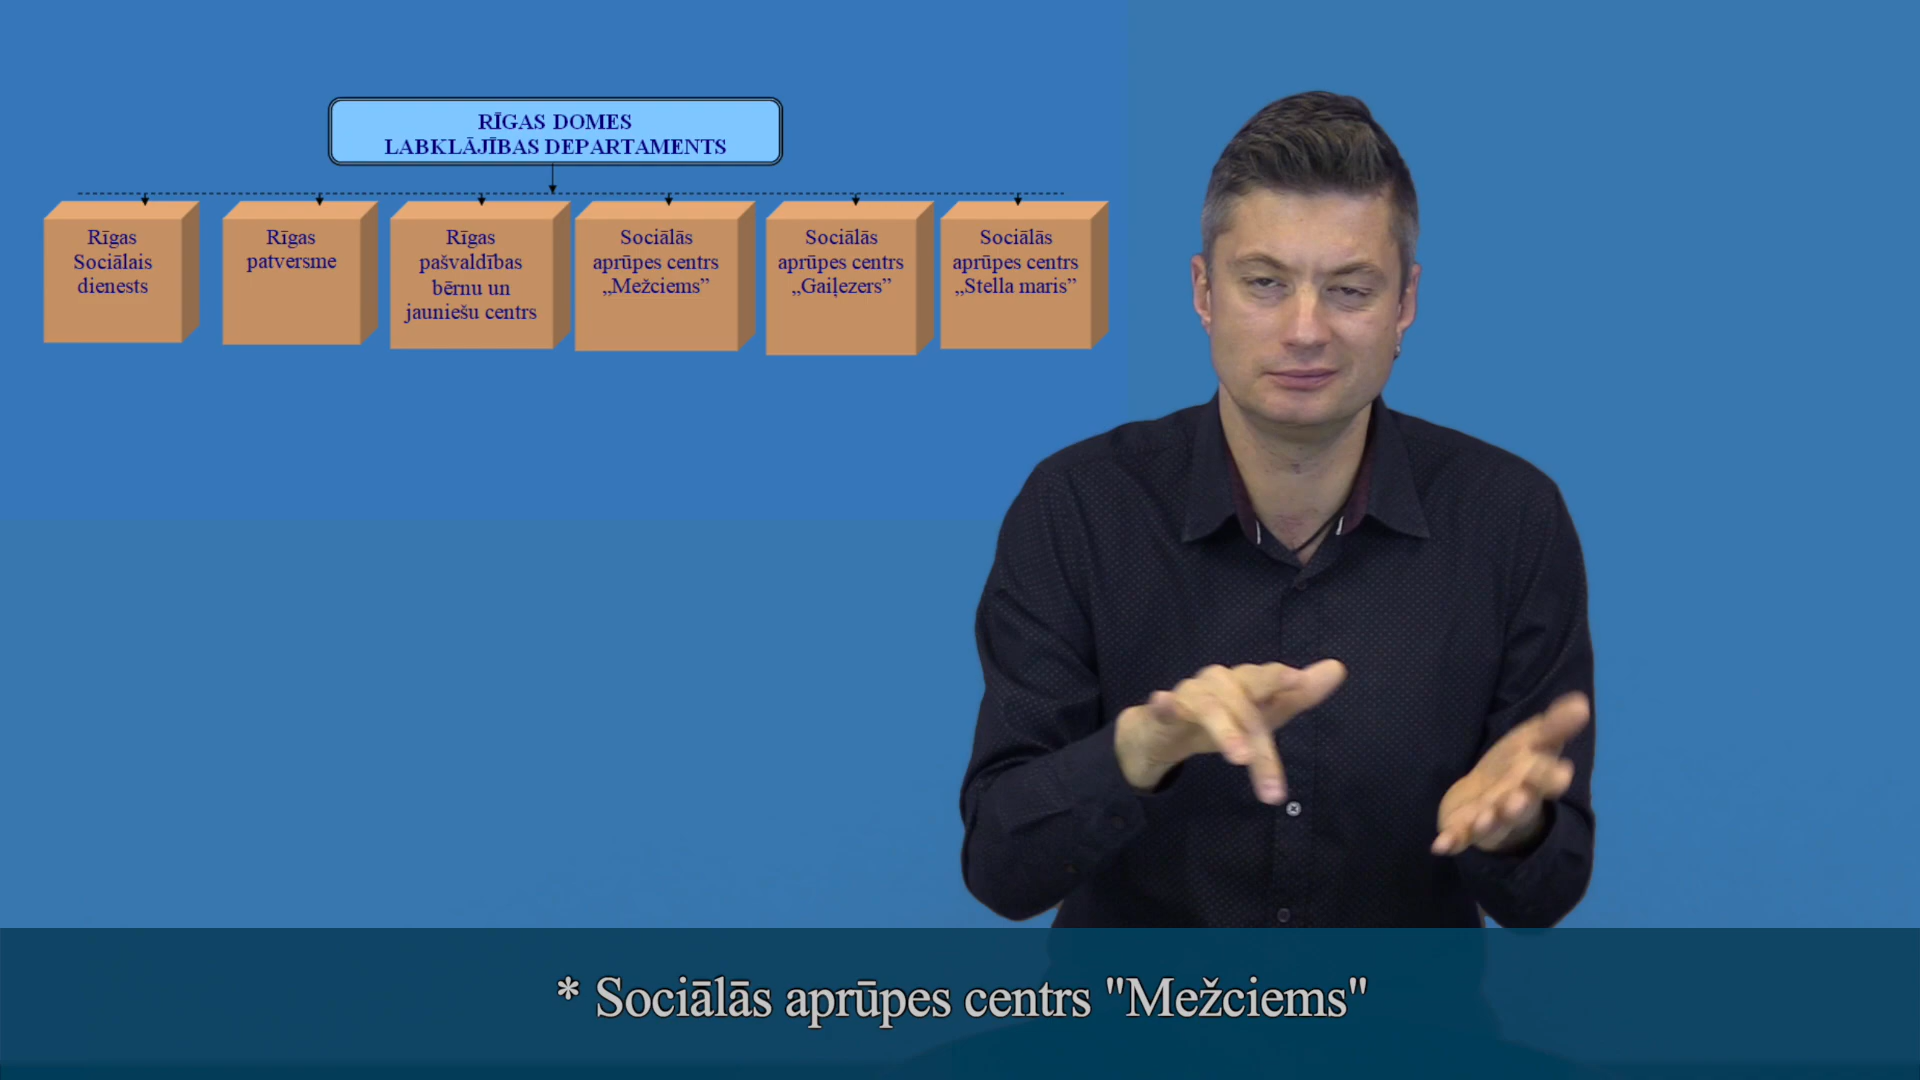 RĪGAS DOMES
LABKLĀJĪBAS DEPARTAMENTS
Rīgas
Sociālais
dienests
Rīgas
patversme
Rīgas
pašvaldības
bērnu un
jauniešu centrs
Sociālās
aprūpes centrs
„Mežciems”
Sociālās
aprūpes centrs
„Gaiļezers”
Sociālās
aprūpes centrs
„Stella maris”
* Sociālās aprūpes centrs "Mežciems"